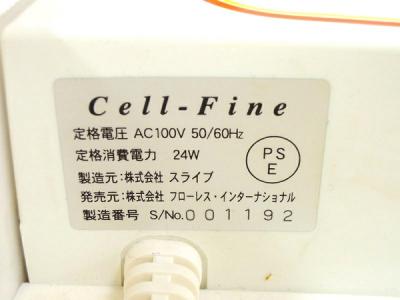 Cell-Fine
定格電圧 AC100V 50/60Hz
定格消費電力 24W
PS
E
製造元:株式会社 スライブ
発売元:株式会社 フローレス・インターナショナル
製造番号 S/No.001192